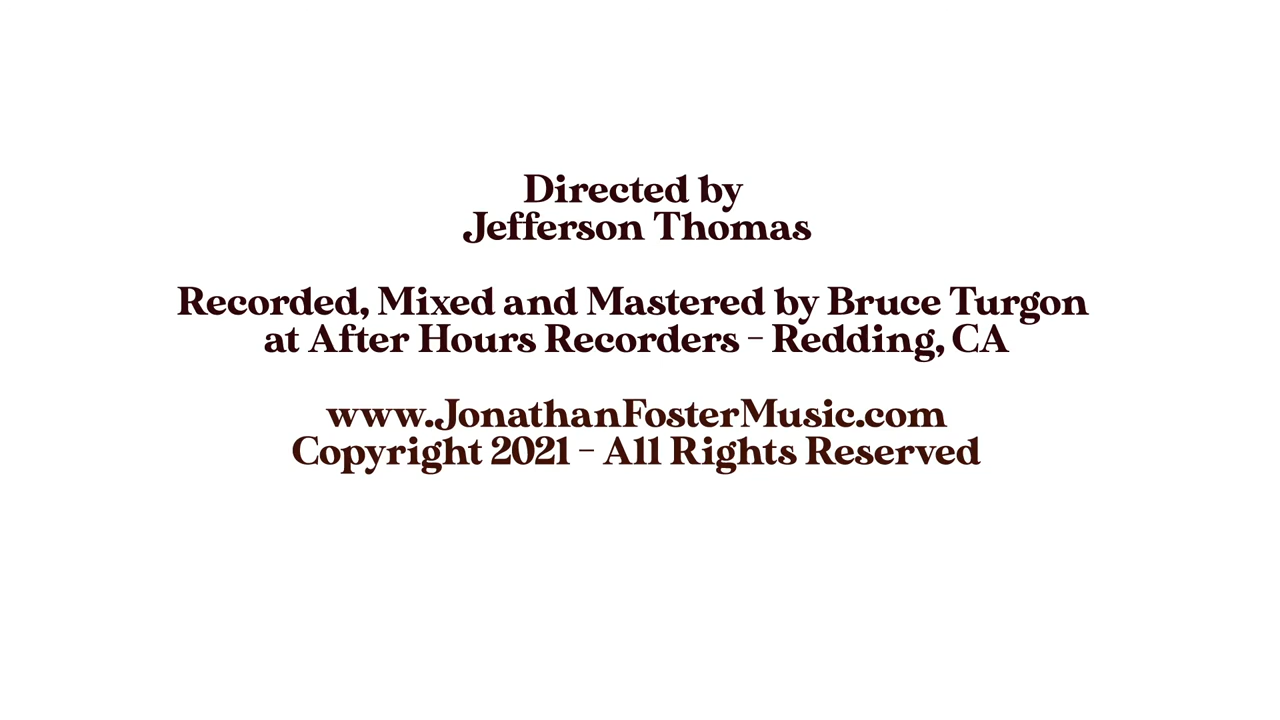 Directed by
Jefferson Thomas
Recorded, Mixed and Mastered by Bruce Turgon
at After Hours Recorders - Redding, CA
www.JonathanFosterMusic.com
Copyright 2021 - All Rights Reserved